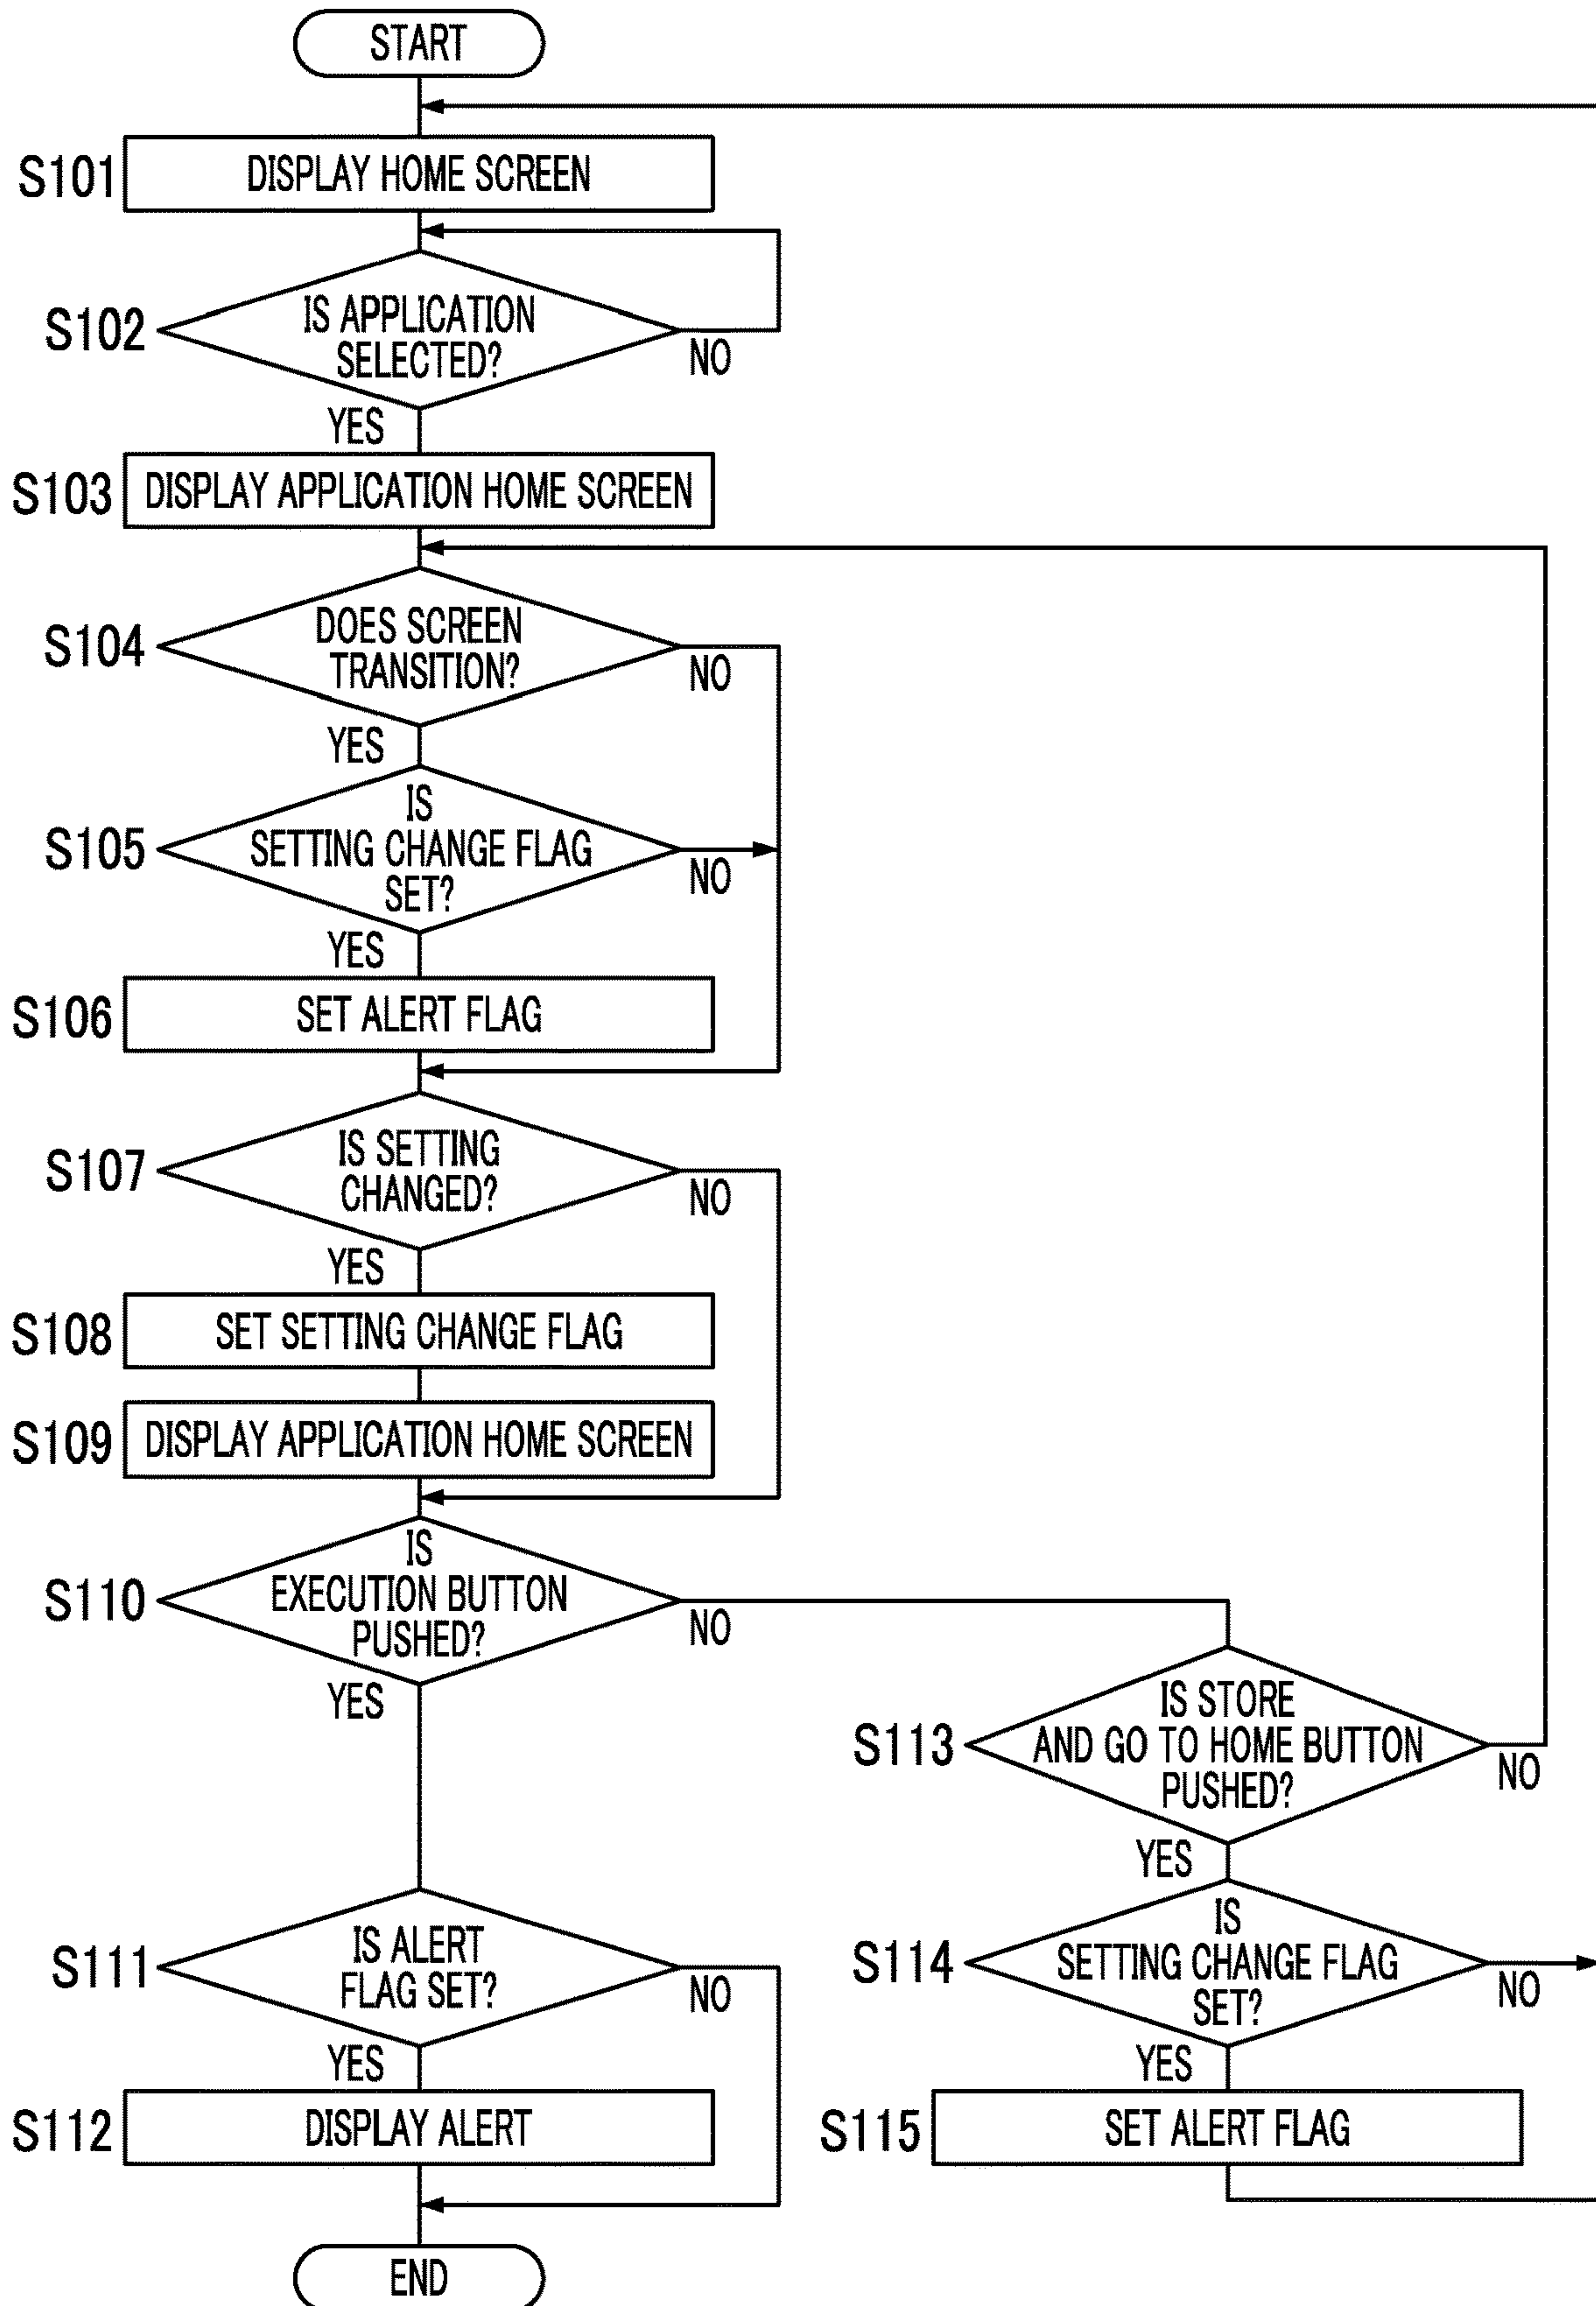 START
S101
DISPLAY HOME SCREEN
S102
IS APPLICATION
SELECTED?
NO
YES
S103
DISPLAY APPLICATION HOME SCREEN
S104
DOES SCREEN
TRANSITION?
NO
YES
S105
IS
SETTING CHANGE FLAG
SET?
NO
YES
S106
SET ALERT FLAG
S107
IS SETTING
CHANGED?
NO
YES
S108
SET SETTING CHANGE FLAG
S109
DISPLAY APPLICATION HOME SCREEN
S110
IS
EXECUTION BUTTON
PUSHED?
NO
YES
S113
IS STORE
AND GO TO HOME BUTTON
PUSHED?
NO
YES
S111
IS ALERT
FLAG SET?
NO
YES
S114
IS
SETTING CHANGE FLAG
SET?
NO
YES
S112
DISPLAY ALERT
S115
SET ALERT FLAG
END